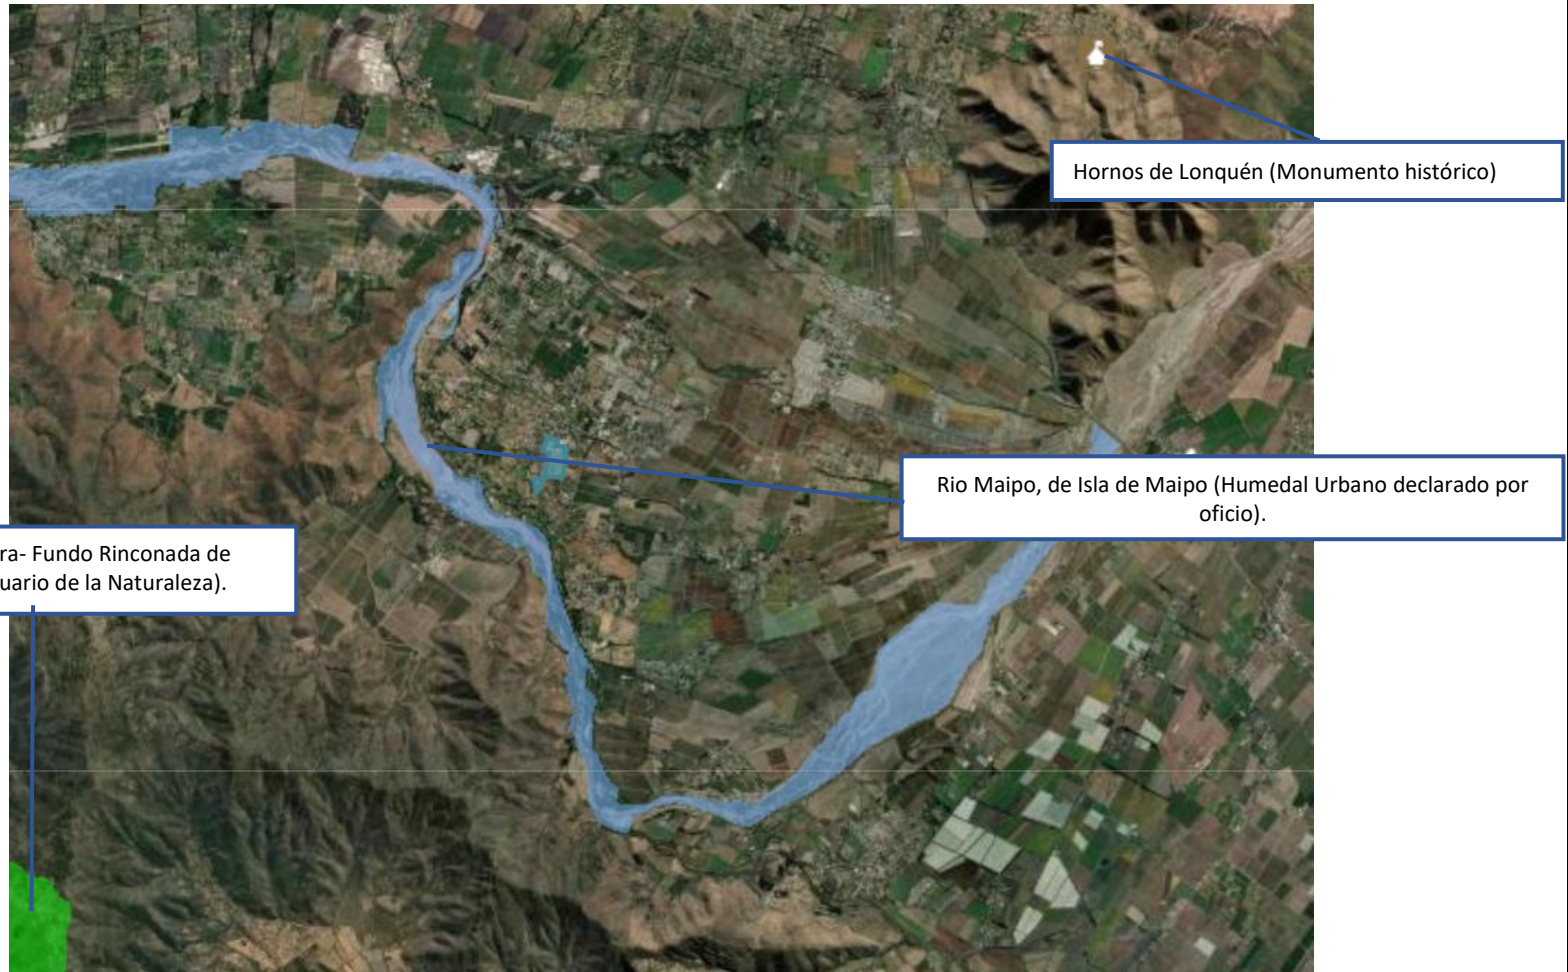 Hornos de Lonquén (Monumento histórico)
Rio Maipo, de Isla de Maipo (Humedal Urbano declarado por
oficio).
ra- Fundo Rinconada de
uario de la Naturaleza).